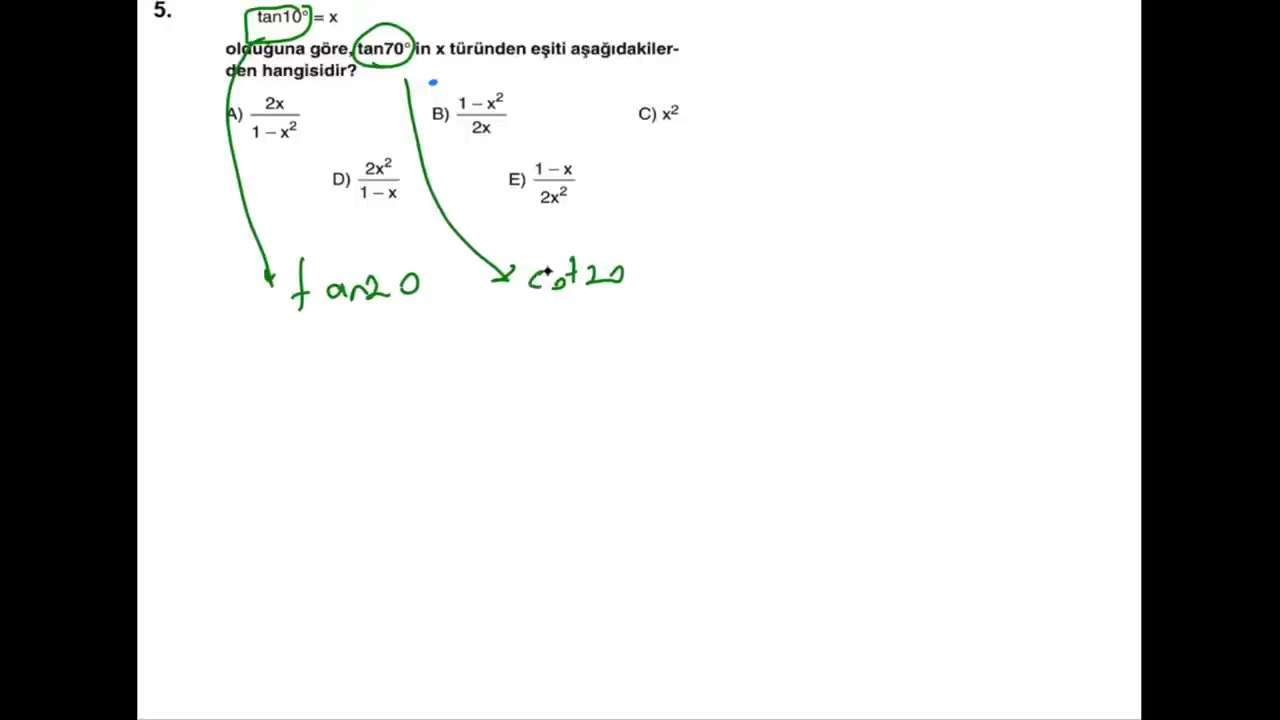 5.
tan10° = x
olduğuna göre, tan70° in x türünden eşiti aşağıdakiler-
den hangisidir?
A) 2x / 1 – x² B) 1 – x² / 2x C) x²
D) 2x² / 1 – x E) 1 – x / 2x²
tan20 cot20